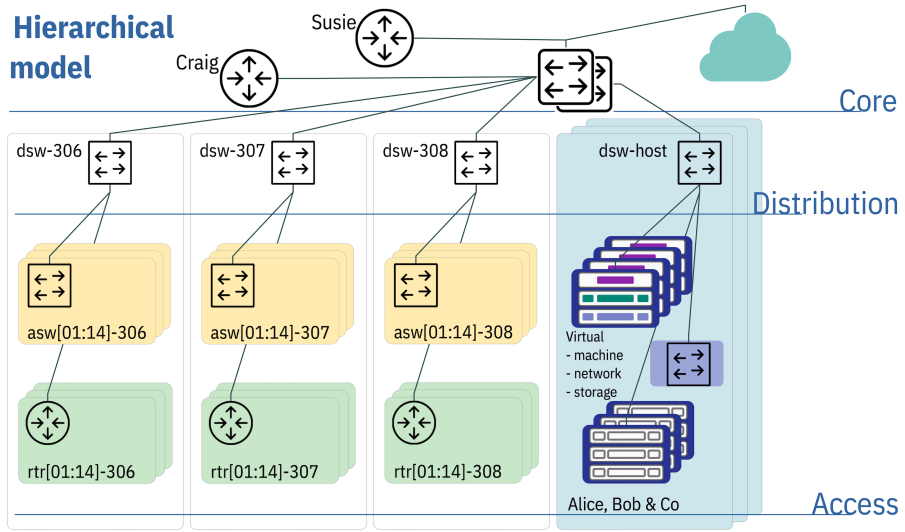 Hierarchical
model
Susie
Craig
Core
dsw-306
dsw-307
dsw-308
dsw-host
Distribution
asw[01:14]-306
asw[01:14]-307
asw[01:14]-308
Virtual
- machine
- network
- storage
rtr[01:14]-306
rtr[01:14]-307
rtr[01:14]-308
Alice, Bob & Co
Access